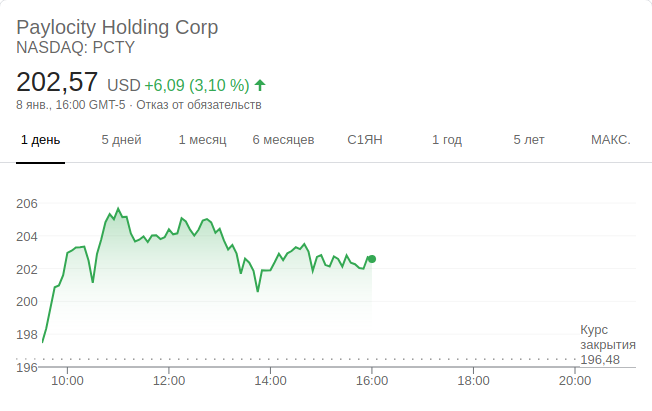 Paylocity Holding Corp
NASDAQ: PCTY
202,57 USD +6,09 (3,10 %)
8 янв., 16:00 GMT-5 · Отказ от обязательств
1 день 5 дней 1 месяц 6 месяцев С1ЯН 1 год 5 лет МАКС.
206
204
202
200
198
Курс
закрытия
196,48
196
10:00 12:00 14:00 16:00 18:00 20:00